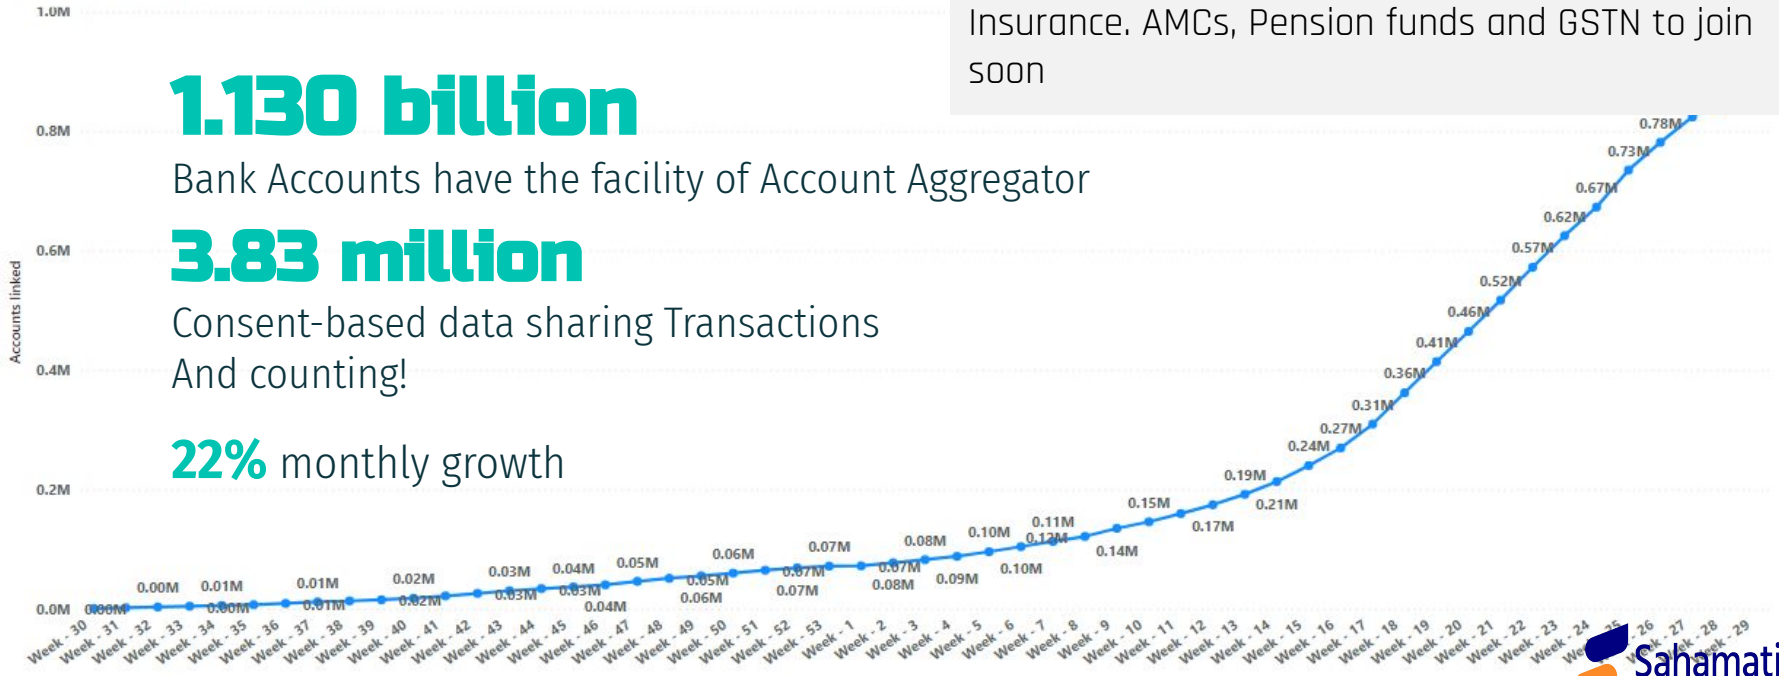 Insurance. AMCs, Pension funds and GSTN to join
soon
1.130 billion
Bank Accounts have the facility of Account Aggregator
3.83 million
Consent-based data sharing Transactions
And counting!
22% monthly growth
Accounts linked
1.0M
0.8M
0.6M
0.4M
0.2M
0.0M
0.00M
0.00M
0.01M
0.00M
0.01M
0.01M
0.02M
0.02M
0.03M
0.03M
0.04M
0.03M
0.04M
0.05M
0.05M
0.06M
0.06M
0.07M
0.07M
0.07M
0.07M
0.08M
0.08M
0.09M
0.10M
0.10M
0.11M
0.12M
0.14M
0.15M
0.17M
0.19M
0.21M
0.24M
0.27M
0.31M
0.36M
0.41M
0.46M
0.52M
0.57M
0.62M
0.67M
0.73M
0.78M
Week - 30
Week - 31
Week - 32
Week - 33
Week - 34
Week - 35
Week - 36
Week - 37
Week - 38
Week - 39
Week - 40
Week - 41
Week - 42
Week - 43
Week - 44
Week - 45
Week - 46
Week - 47
Week - 48
Week - 49
Week - 50
Week - 51
Week - 52
Week - 53
Week - 1
Week - 2
Week - 3
Week - 4
Week - 5
Week - 6
Week - 7
Week - 8
Week - 9
Week - 10
Week - 11
Week - 12
Week - 13
Week - 14
Week - 15
Week - 16
Week - 17
Week - 18
Week - 19
Week - 20
Week - 21
Week - 22
Week - 23
Week - 24
25
Week - 26
Week - 27
28
29
Sahamati